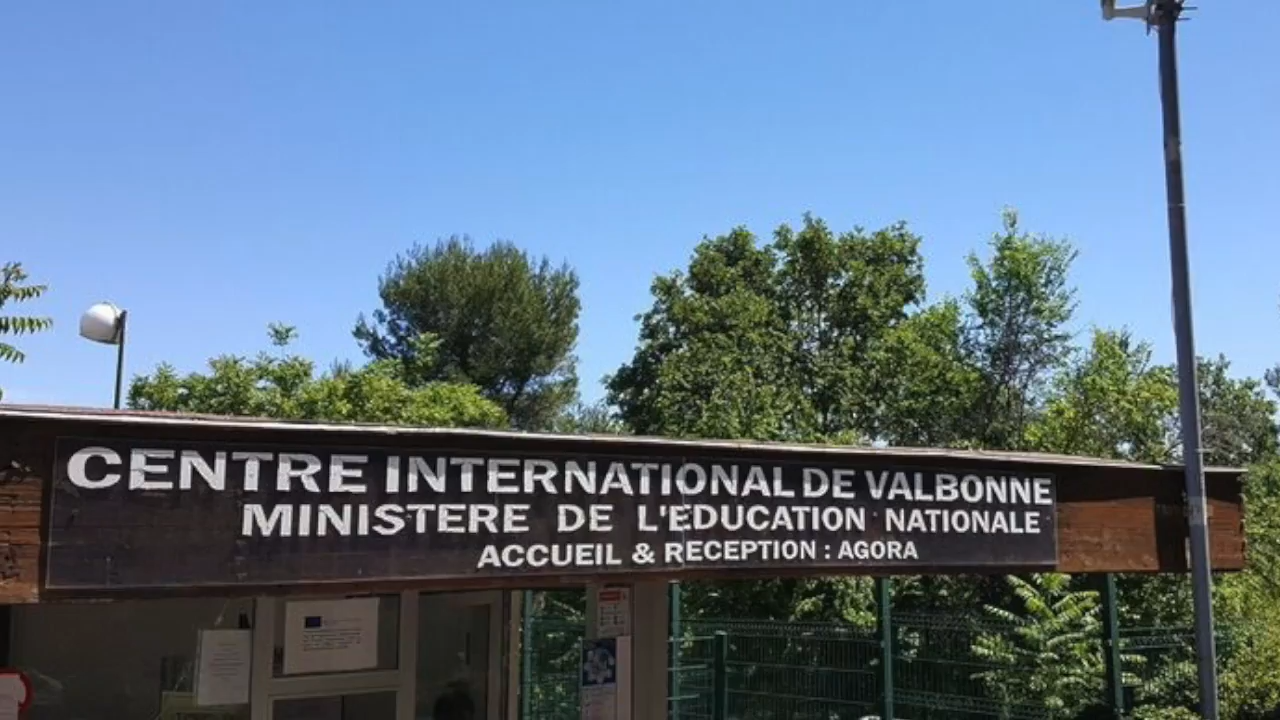 CENTRE INTERNATIONAL DE VALBONNE
MINISTERE DE L'EDUCATION NATIONALE
ACCUEIL & RECEPTION : AGORA